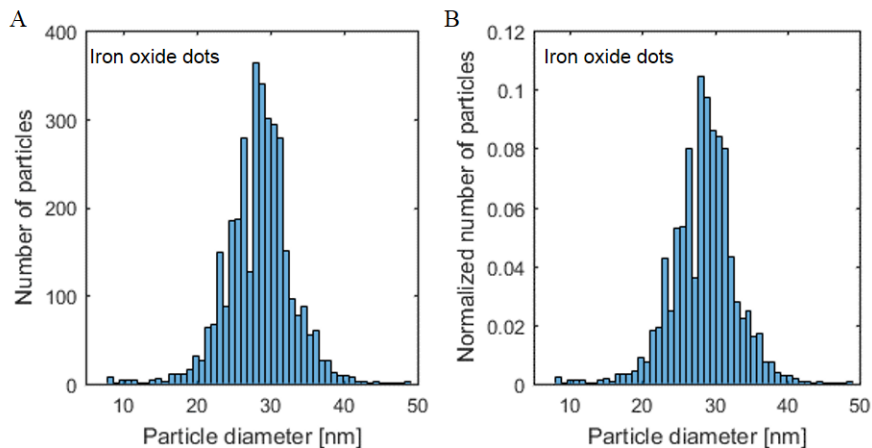 A
Iron oxide dots
Number of particles
400
300
200
100
0
10
20
30
40
50
Particle diameter [nm]
B
Iron oxide dots
Normalized number of particles
0.12
0.1
0.08
0.06
0.04
0.02
0
10
20
30
40
50
Particle diameter [nm]